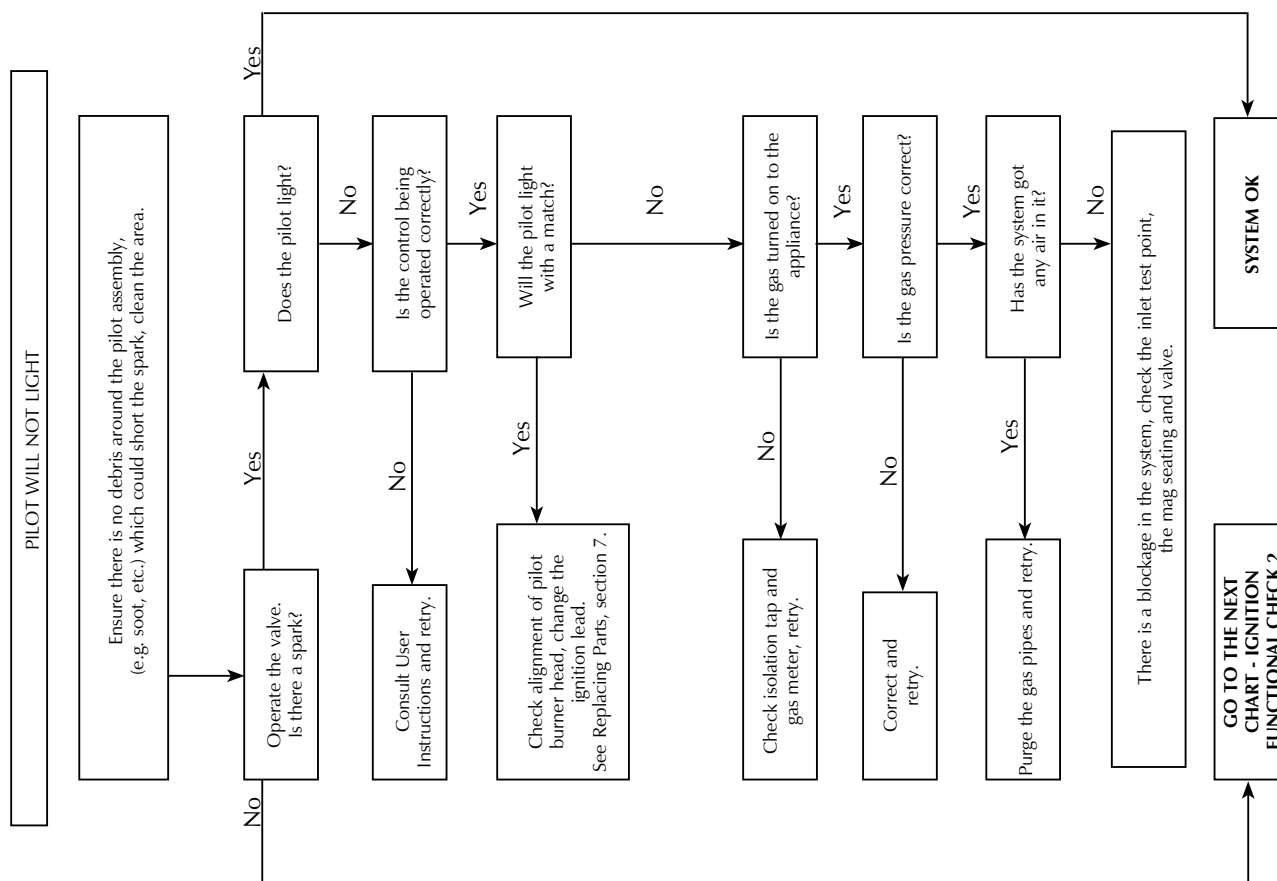 PILOT WILL NOT LIGHT
Ensure there is no debris around the pilot assembly,
(e.g. soot, etc.) which could short the spark, clean the area.
Operate the valve.
Is there a spark?
No
Yes
Does the pilot light?
Yes
No
Is the control being
operated correctly?
No
Consult User
Instructions and retry.
Yes
Will the pilot light
with a match?
Yes
Check alignment of pilot
burner head, change the
ignition lead.
See Replacing Parts, section 7.
No
Is the gas turned on to the
appliance?
No
Check isolation tap and
gas meter, retry.
Yes
Is the gas pressure correct?
No
Correct and
retry.
Yes
Has the system got
any air in it?
Yes
Purge the gas pipes and retry.
No
There is a blockage in the system, check the inlet test point,
the mag seating and valve.
GO TO THE NEXT
CHART - IGNITION
FUNCTIONAL CHECK 2
SYSTEM OK